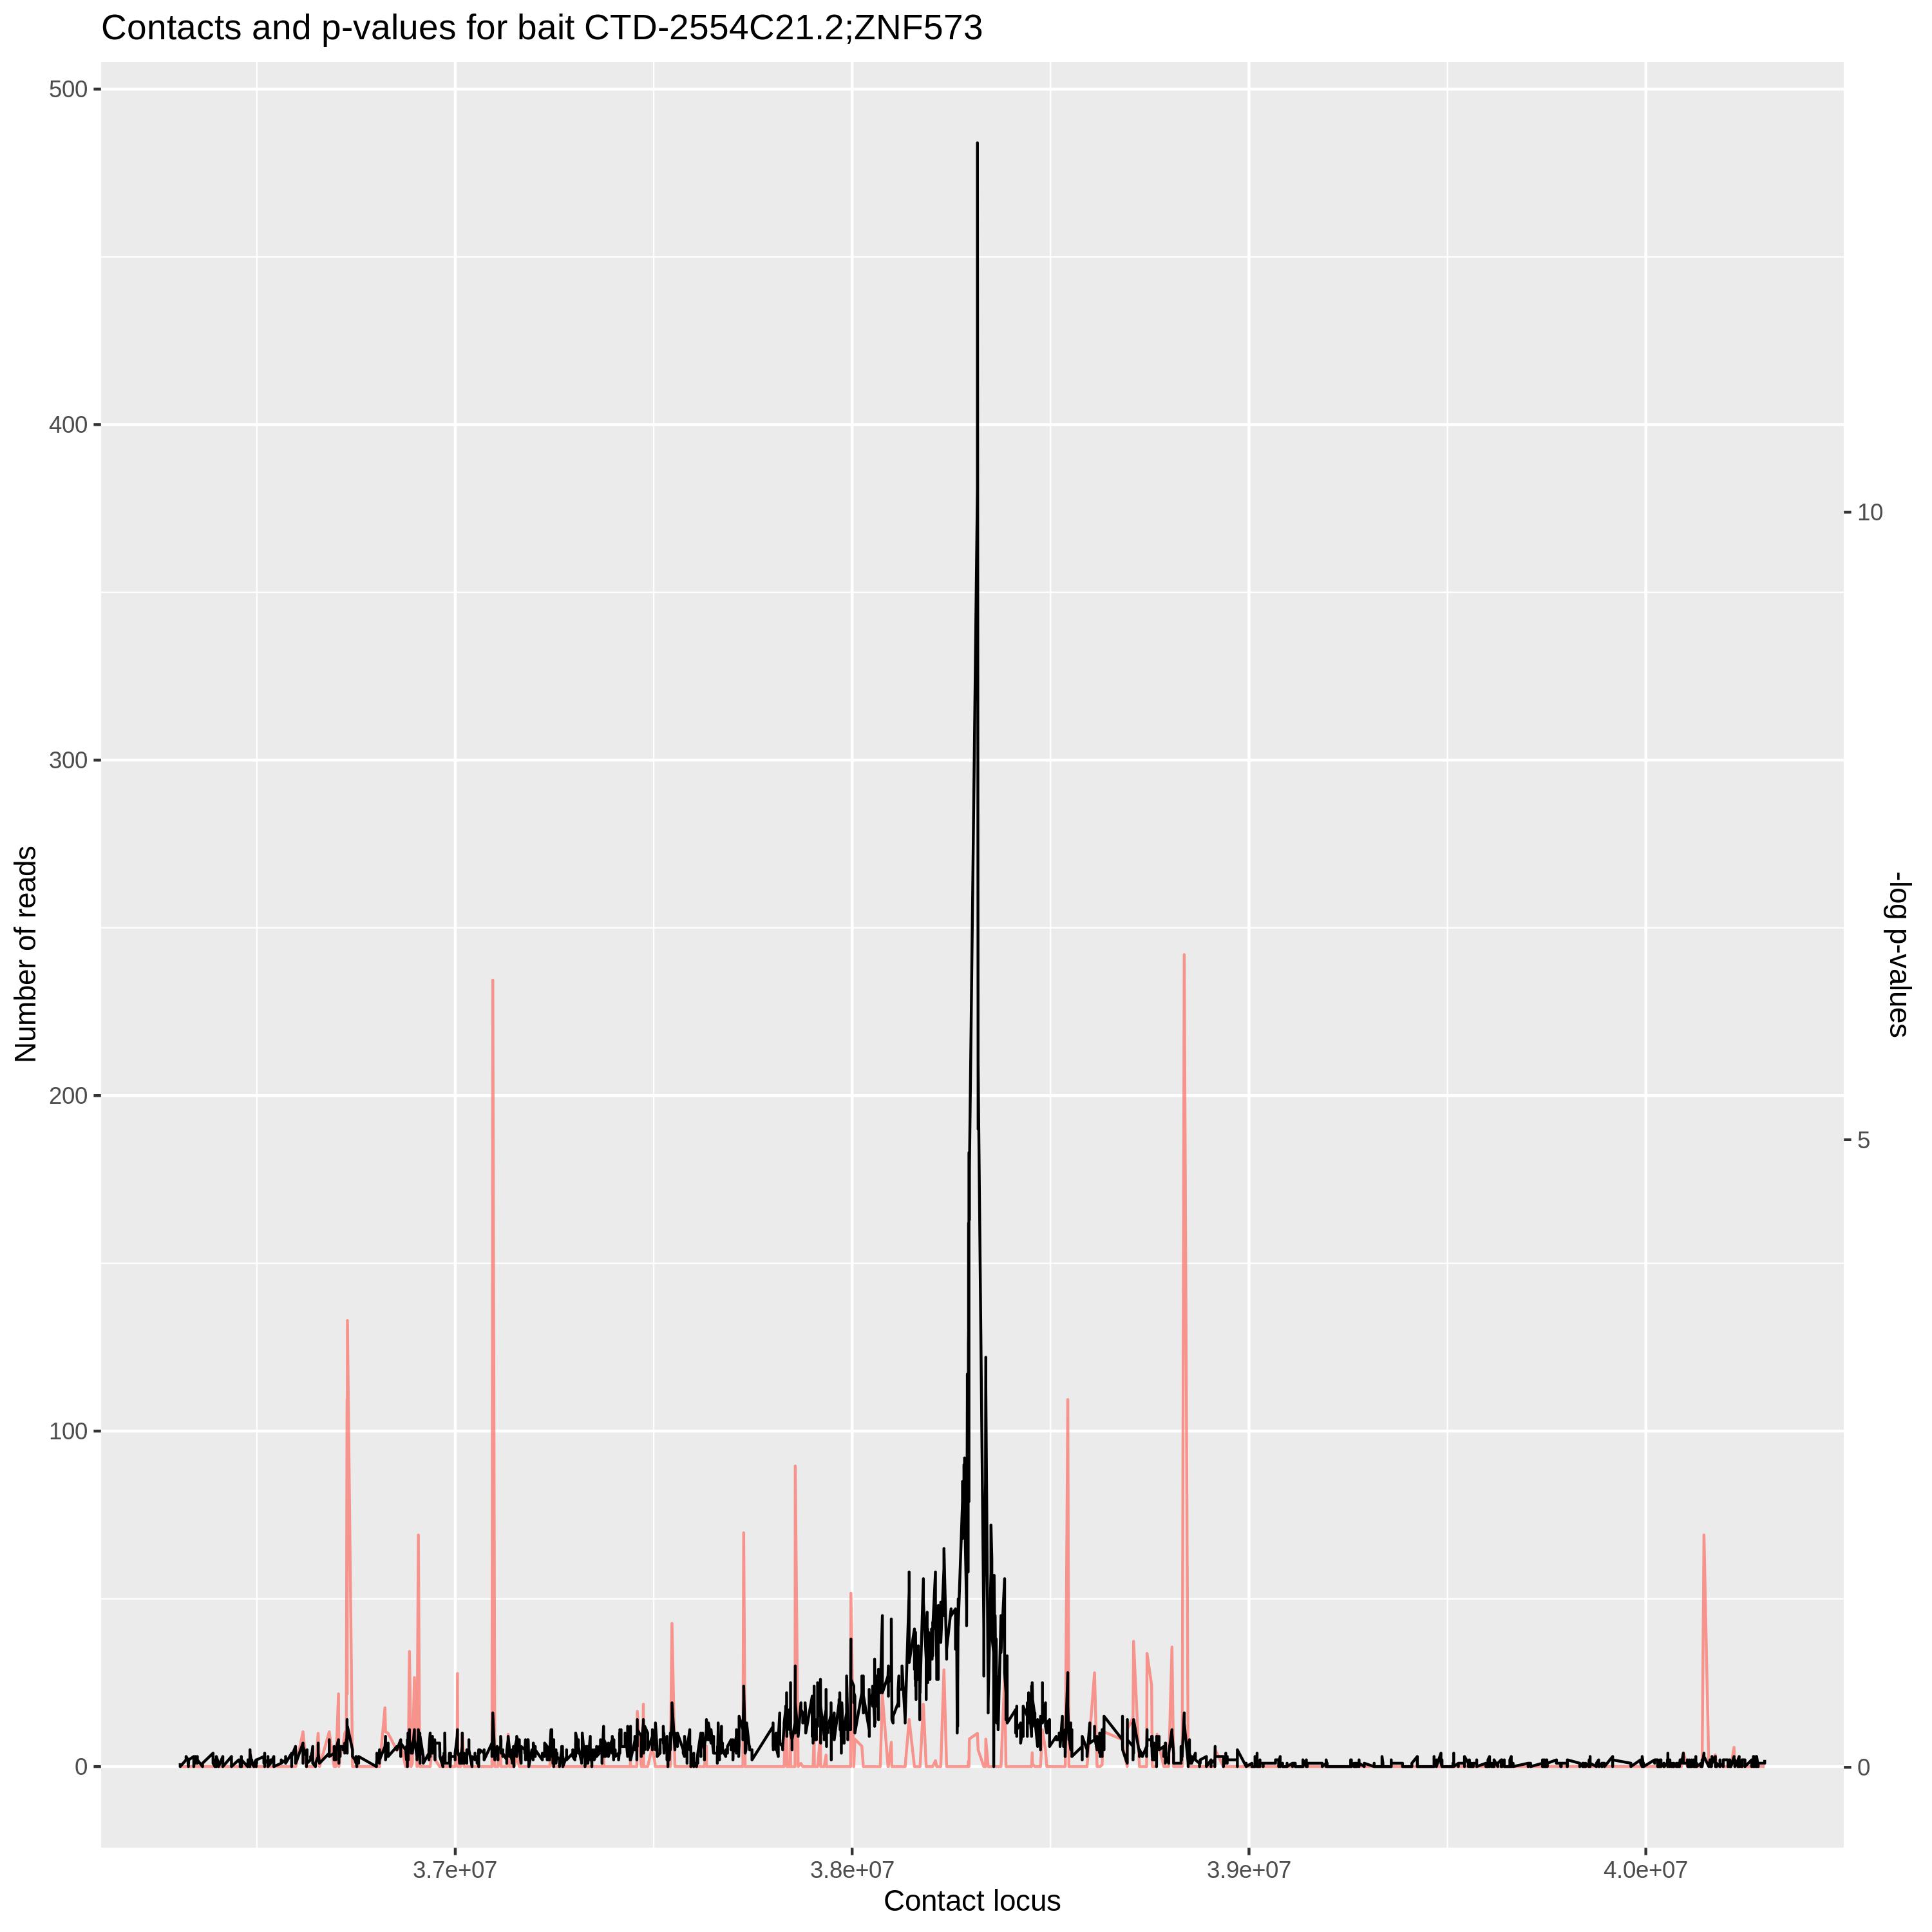 Contacts and p-values for bait CTD-2554C21.2;ZNF573
500
400
300
200
100
0
Number of reads
10
5
0
-log p-values
3.7e+07
3.8e+07
3.9e+07
4.0e+07
Contact locus